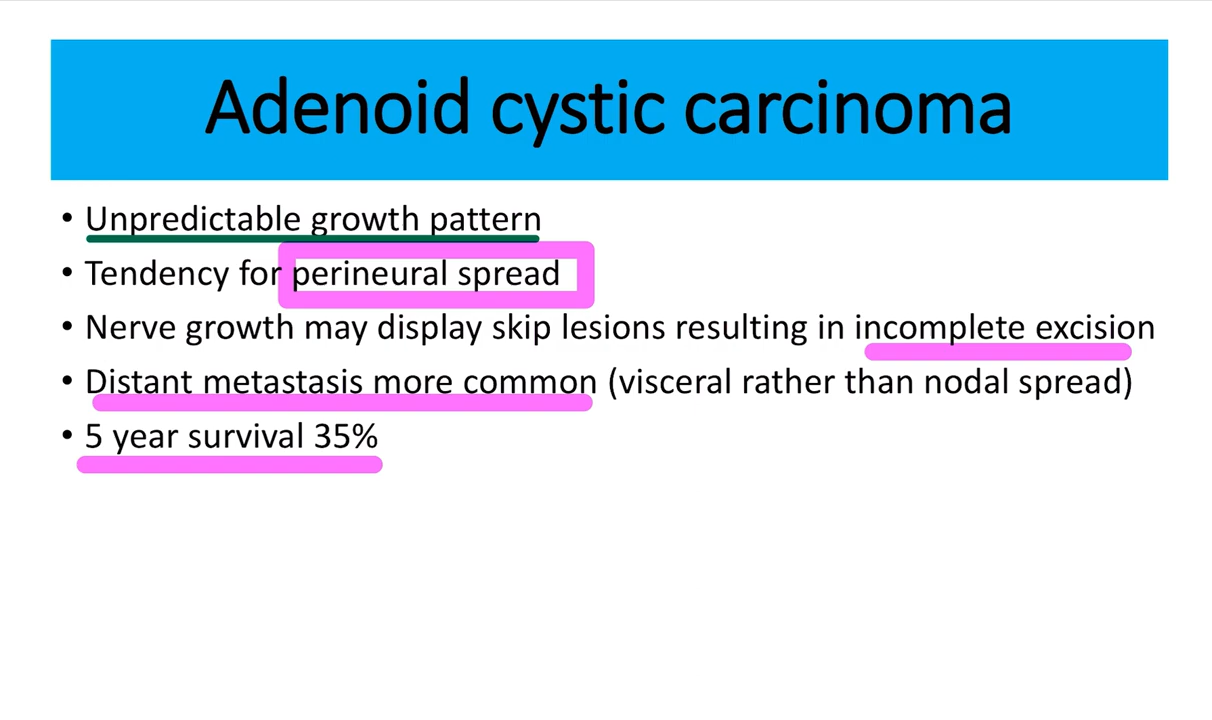 Adenoid cystic carcinoma
• Unpredictable growth pattern
• Tendency for perineural spread
• Nerve growth may display skip lesions resulting in incomplete excision
• Distant metastasis more common (visceral rather than nodal spread)
• 5 year survival 35%